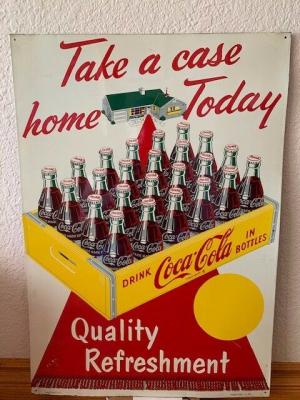 Take a case
home Today
DRINK Coca-Cola IN BOTTLES
Quality
Refreshment